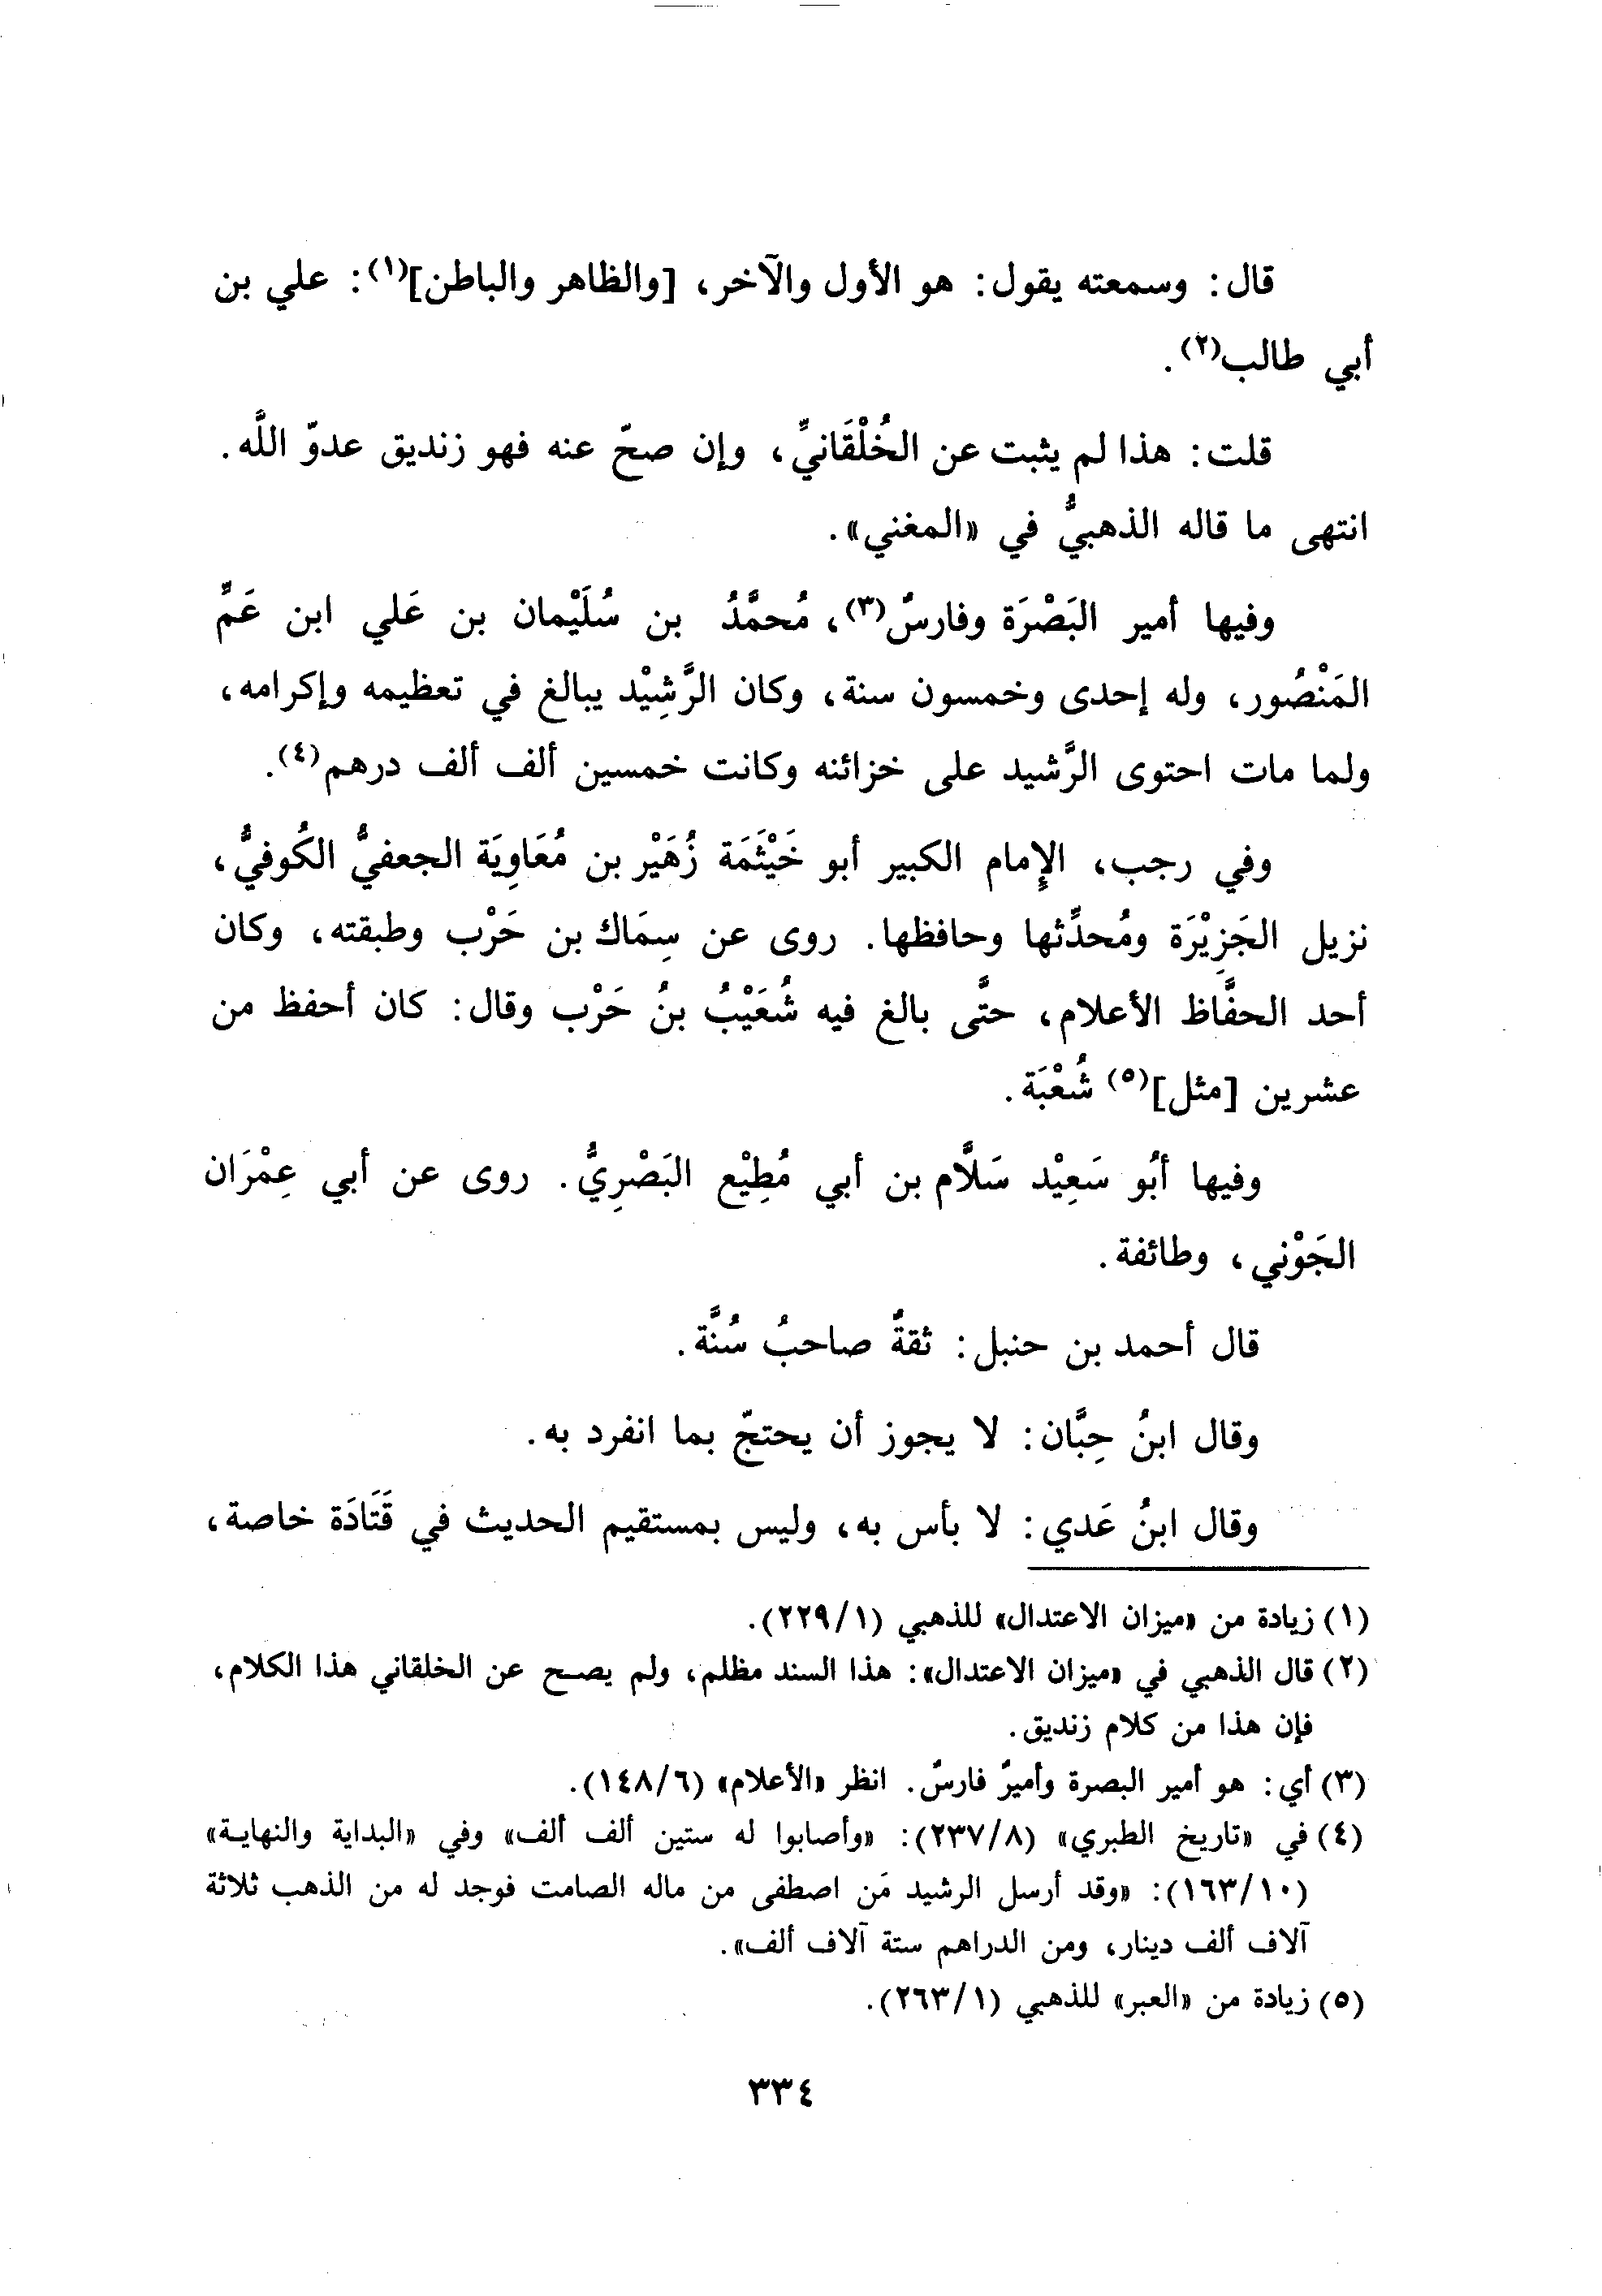 قال: وسمعته يقول: هو الأول والآخر، [والظاهر والباطن](١): علي بن
أبي طالب(٢).
قلت: هذا لم يثبت عن الخُلْقَانيِّ، وإن صحّ عنه فهو زنديق عدوّ اللَّه.
انتهى ما قاله الذهبيُّ في «المغني».
وفيها أمير البَصْرَة وفارسُ(٣)، مُحمَّدُ بن سُلَيْمان بن عَلي ابن عَمِّ
المَنْصُور، وله إحدى وخمسون سنة، وكان الرَّشِيْد يبالغ في تعظيمه وإكرامه،
ولما مات احتوى الرَّشيد على خزائنه وكانت خمسين ألف ألف درهم(٤).
وفي رجب، الإِمام الكبير أبو خَيْثَمَة زُهَيْر بن مُعَاوِيَة الجعفيُّ الكُوفيُّ،
نزيل الجَزِيْرَة ومُحدِّثها وحافظها. روى عن سِمَاك بن حَرْب وطبقته، وكان
أحد الحفَّاظ الأعلام، حتَّى بالغ فيه شُعَيْبُ بنُ حَرْب وقال: كان أحفظ من
عشرين [مثل](٥) شُعْبَة.
وفيها أبُو سَعِيْد سَلَّام بن أبي مُطِيْع البَصْرِيُّ. روى عن أبي عِمْرَان
الجَوْني، وطائفة.
قال أحمد بن حنبل: ثقةٌ صاحبُ سُنَّة.
وقال ابنُ حِبَّان: لا يجوز أن يحتجّ بما انفرد به.
وقال ابنُ عَدي: لا بأس به، وليس بمستقيم الحديث في قَتَادَة خاصة،
(١) زيادة من «ميزان الاعتدال» للذهبي (٢٢٩/١).
(٢) قال الذهبي في «ميزان الاعتدال»: هذا السند مظلم، ولم يصح عن الخلقاني هذا الكلام،
فإن هذا من كلام زنديق.
(٣) أي: هو أمير البصرة وأميرُ فارسُ. انظر «الأعلام» (١٤٨/٦).
(٤) في «تاريخ الطبري» (٢٣٧/٨): «وأصابوا له ستين ألف ألف» وفي «البداية والنهاية»
(١٦٣/١٠): «وقد أرسل الرشيد مَن اصطفى من ماله الصامت فوجد له من الذهب ثلاثة
آلاف ألف دينار، ومن الدراهم ستة آلاف ألف».
(٥) زيادة من «العبر» للذهبي (٢٦٣/١).
٣٣٤